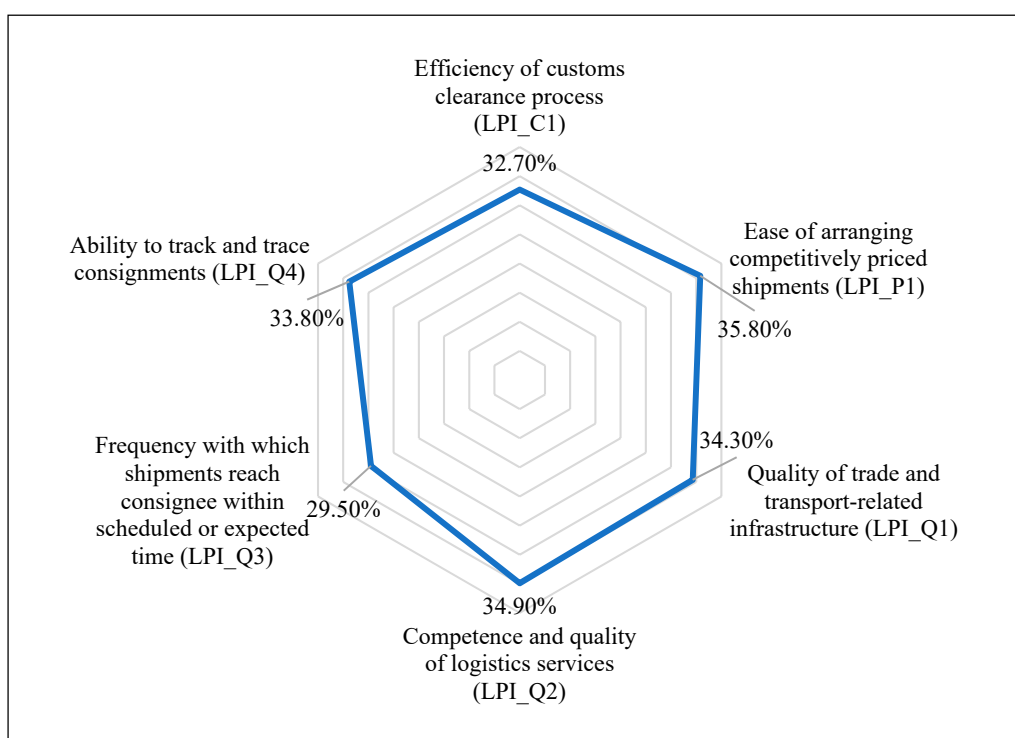 Efficiency of customs
clearance process
(LPI_C1)
32.70%
Ease of arranging
competitively priced
shipments (LPI_P1)
35.80%
34.30%
Quality of trade and
transport-related
infrastructure (LPI_Q1)
34.90%
Competence and quality
of logistics services
(LPI_Q2)
Frequency with which
shipments reach
consignee within
scheduled or expected
time (LPI_Q3)
29.50%
Ability to track and trace
consignments (LPI_Q4)
33.80%